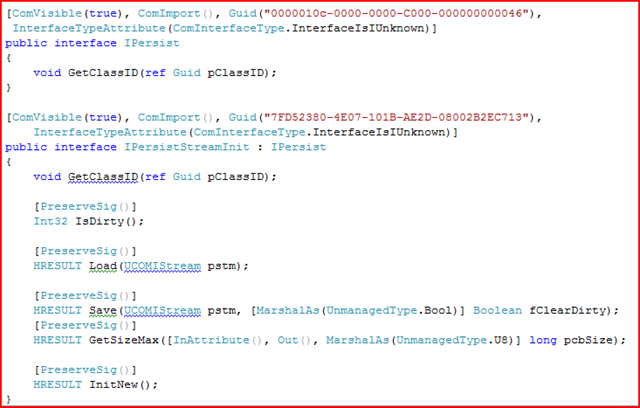 [ComVisible(true), ComImport(), Guid("0000010c-0000-0000-C000-000000000046"),
InterfaceTypeAttribute(ComInterfaceType.InterfaceIsIUnknown)]
public interface IPersist
{
void GetClassID(ref Guid pClassID);
}
[ComVisible(true), ComImport(), Guid("7FD52380-4E07-101B-AE2D-08002B2EC713"),
InterfaceTypeAttribute(ComInterfaceType.InterfaceIsIUnknown)]
public interface IPersistStreamInit : IPersist
{
void GetClassID(ref Guid pClassID);
[PreserveSig()]
Int32 IsDirty();
[PreserveSig()]
HRESULT Load(UCOMIStream pstm);
[PreserveSig()]
HRESULT Save(UCOMIStream pstm, [MarshalAs(UnmanagedType.Bool)] Boolean fClearDirty);
[PreserveSig()]
HRESULT GetSizeMax([InAttribute(), Out(), MarshalAs(UnmanagedType.U8)] long pcbSize);
[PreserveSig()]
HRESULT InitNew();
}